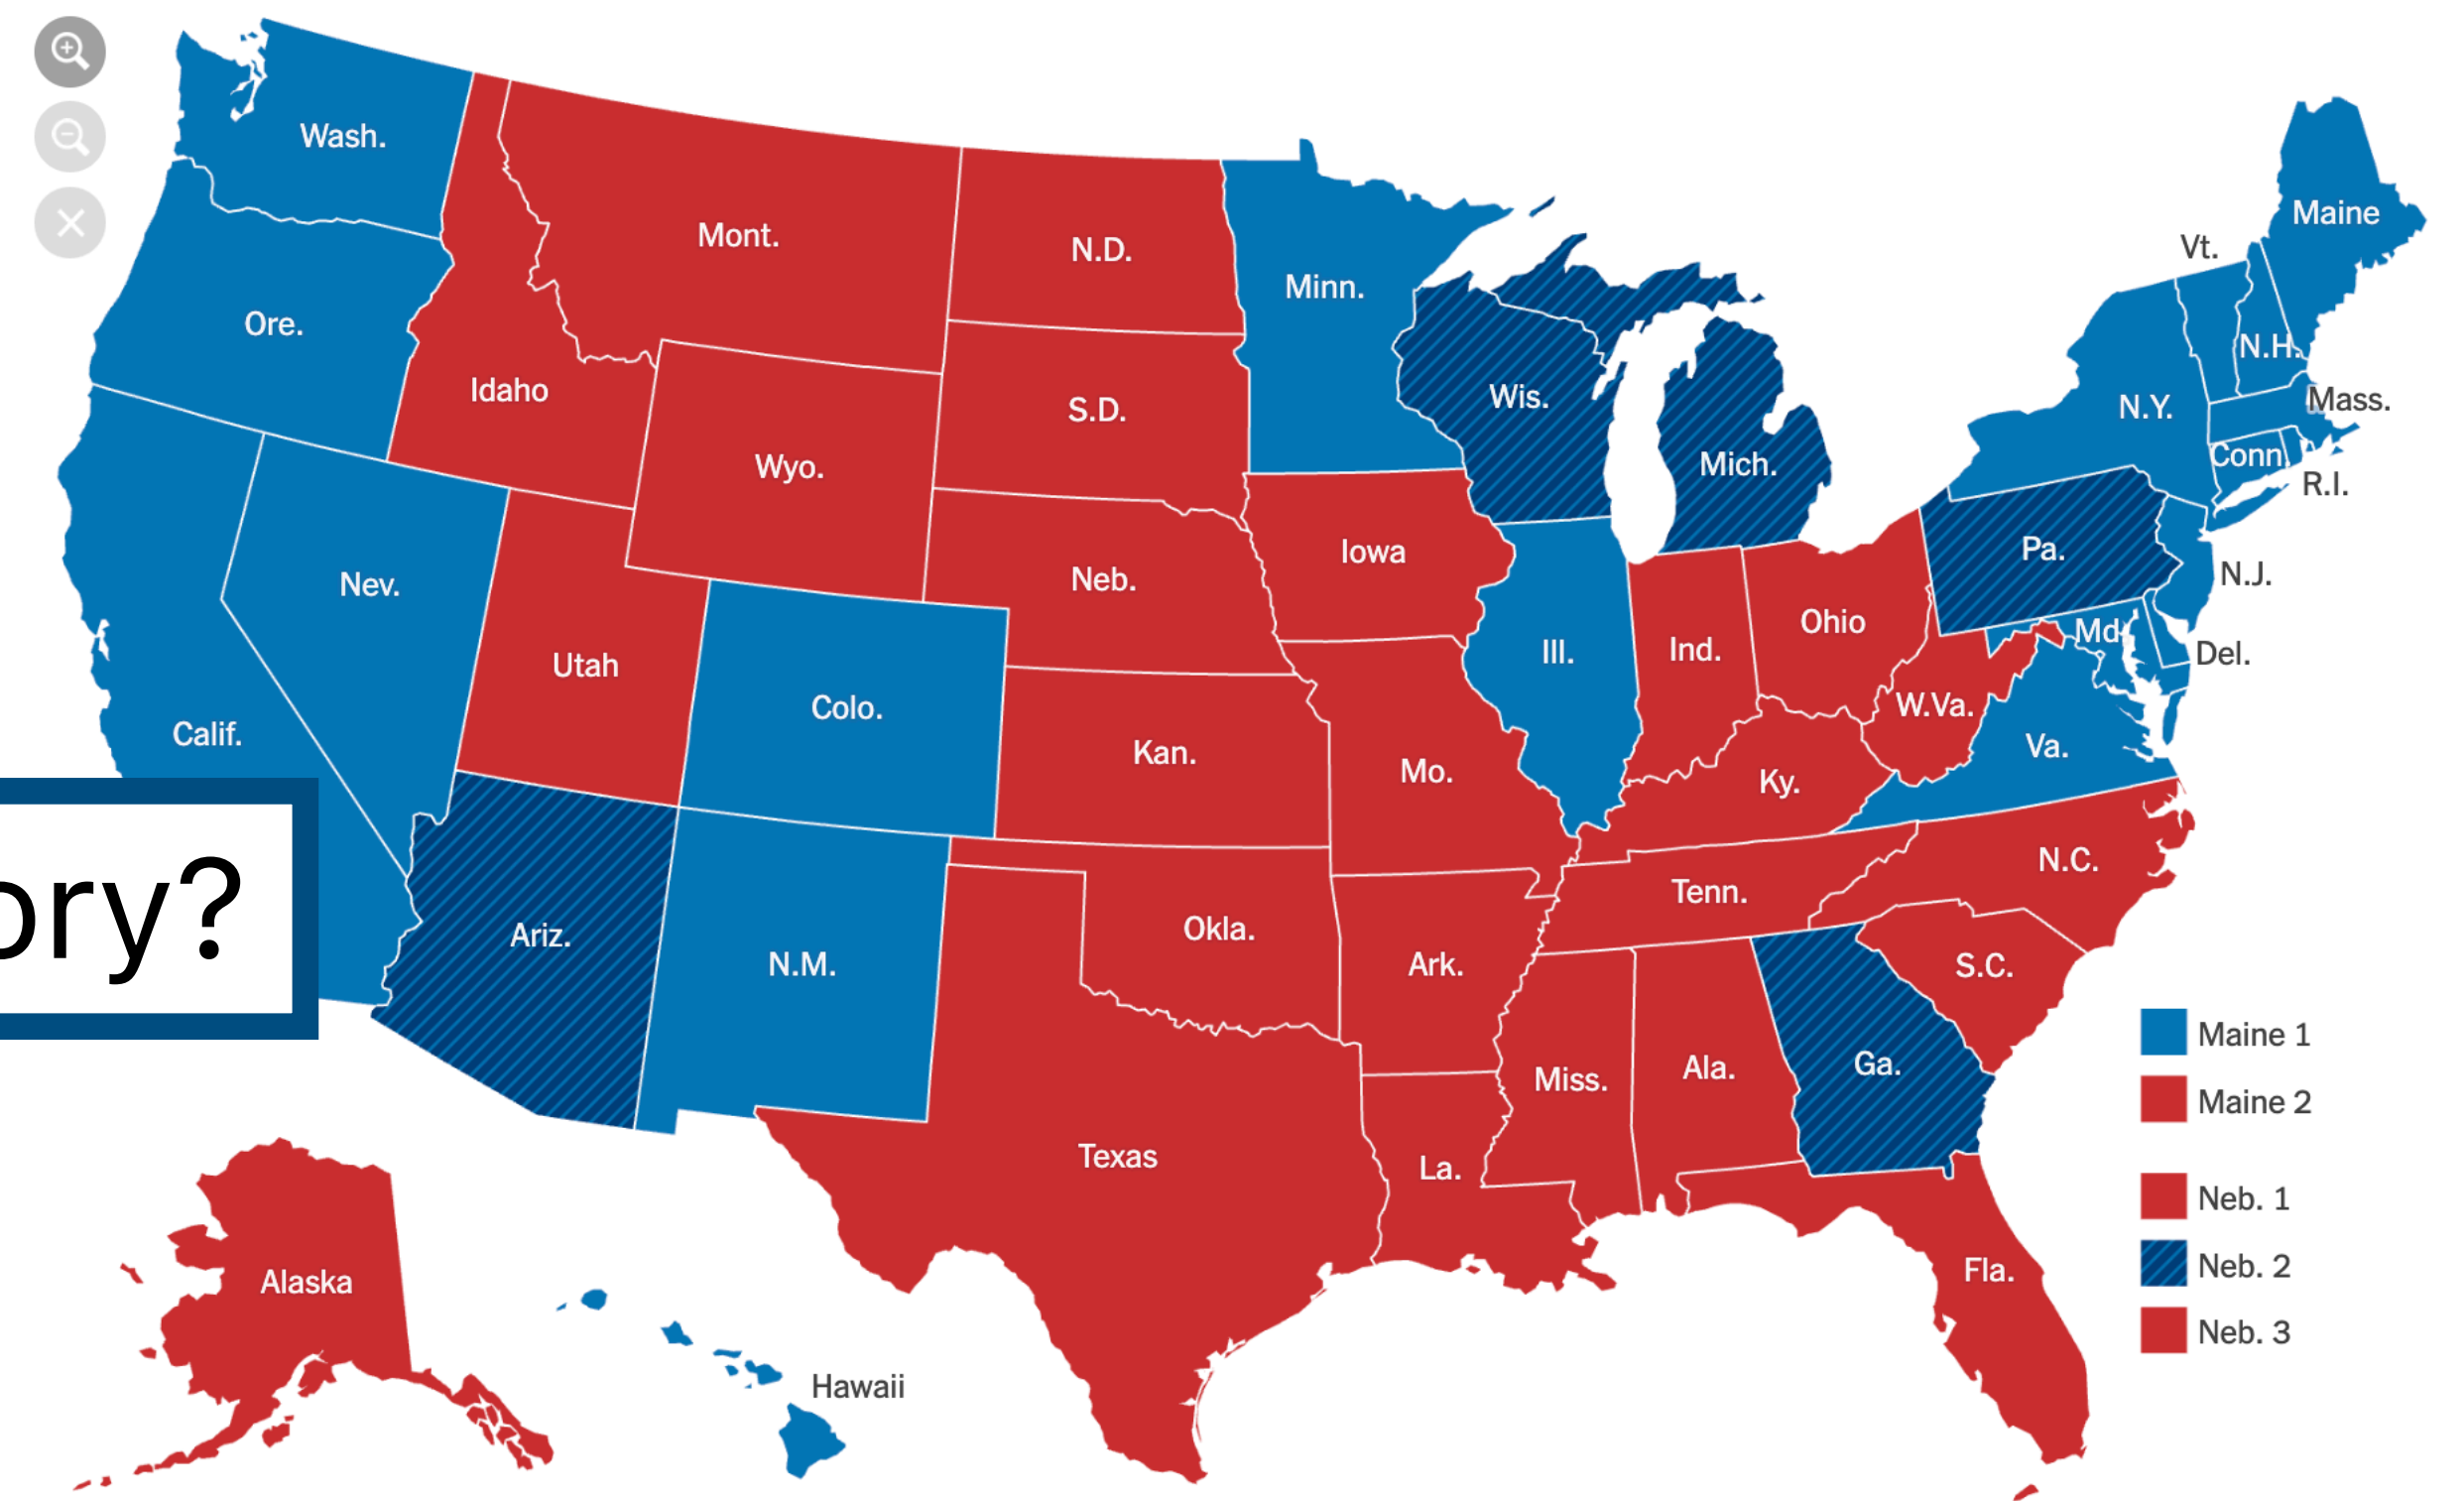 Wash.
Maine
Mont.
Vt.
N.D.
Minn.
Ore.
N.H.
Idaho
Wis.
Mass.
S.D.
N.Y.
Wyo.
Mich.
Conn.
R.I.
Iowa
Pa.
Nev.
Neb.
N.J.
Ohio
Md.
Ill.
Ind.
Del.
Utah
Colo.
W.Va.
Calif.
Kan.
Va.
Mo.
Ky.
N.C.
Tenn.
ory?
Ariz.
Okla.
N.M.
Ark.
S.C.
Maine 1
Ga.
Ala.
Miss.
Maine 2
Texas
La.
Neb. 1
Neb. 2
Fla.
Alaska
Neb. 3
Hawaii